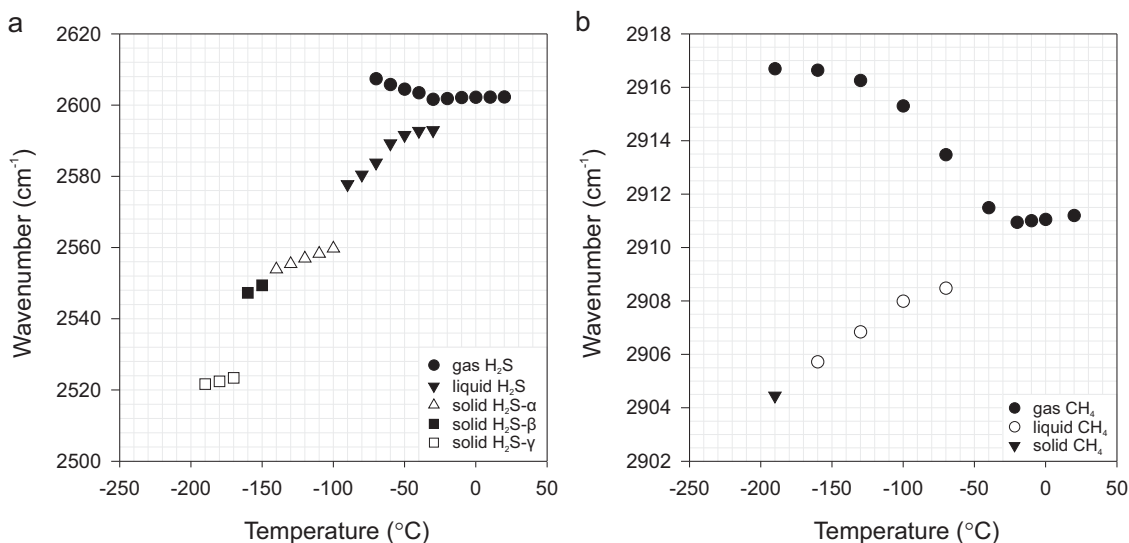 a
2620
2600
2580
2560
2540
2520
2500
Wavenumber (cm⁻¹)
gas H₂S
liquid H₂S
solid H₂S-α
solid H₂S-β
solid H₂S-γ
-250 -200 -150 -100 -50 0 50
Temperature (°C)
b
2918
2916
2914
2912
2910
2908
2906
2904
2902
Wavenumber (cm⁻¹)
gas CH₄
liquid CH₄
solid CH₄
-250 -200 -150 -100 -50 0 50
Temperature (°C)